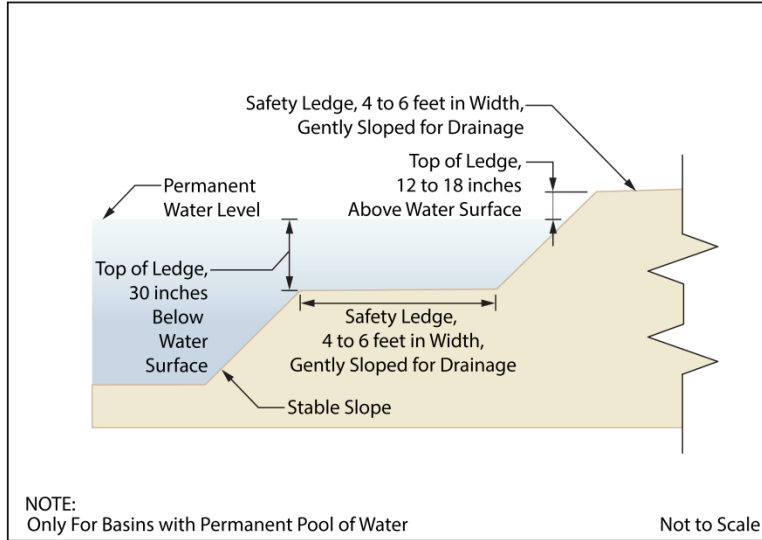 Safety Ledge, 4 to 6 feet in Width,
Gently Sloped for Drainage
Top of Ledge,
12 to 18 inches
Above Water Surface
Permanent
Water Level
Top of Ledge,
30 inches
Below
Water
Surface
Safety Ledge,
4 to 6 feet in Width,
Gently Sloped for Drainage
Stable Slope
NOTE:
Only For Basins with Permanent Pool of Water
Not to Scale